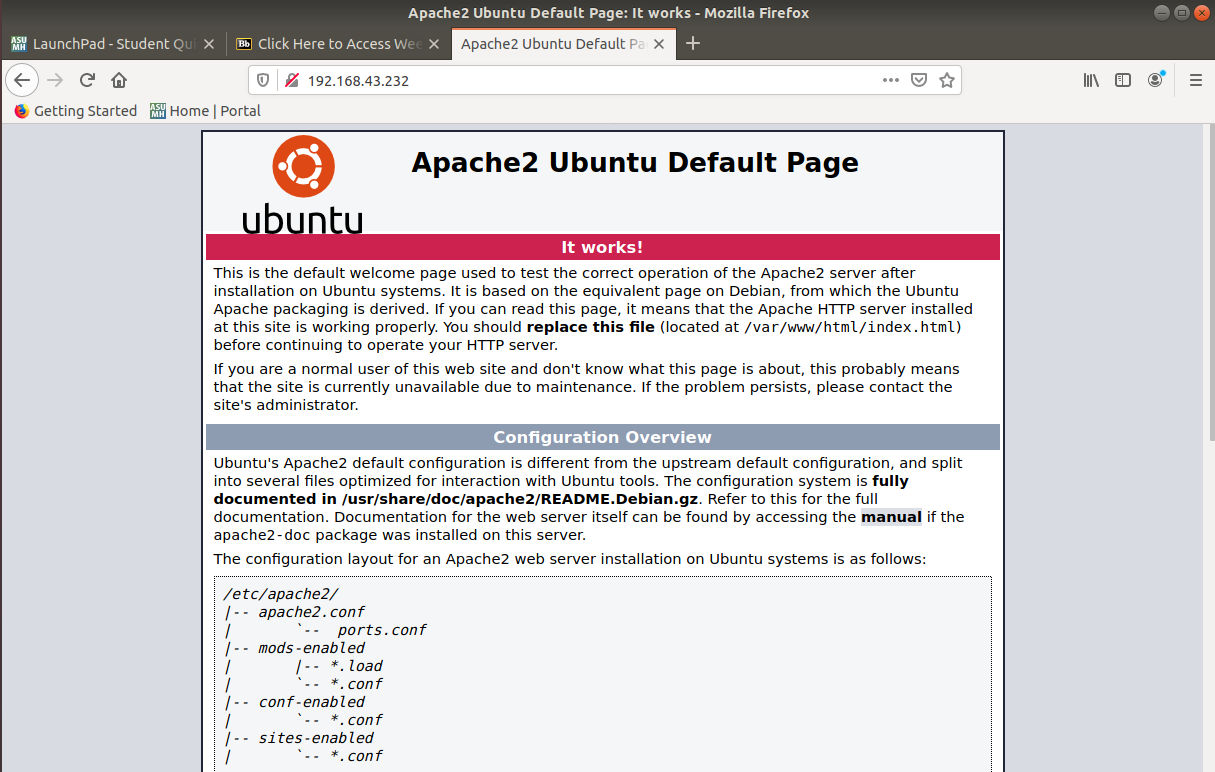 Apache2 Ubuntu Default Page: It works - Mozilla Firefox
ASU MH LaunchPad - Student Qui
Bb Click Here to Access Wee
Apache2 Ubuntu Default Pa
192.168.43.232
Getting Started
ASU MH Home | Portal
ubuntu
Apache2 Ubuntu Default Page
It works!
This is the default welcome page used to test the correct operation of the Apache2 server after
installation on Ubuntu systems. It is based on the equivalent page on Debian, from which the Ubuntu
Apache packaging is derived. If you can read this page, it means that the Apache HTTP server installed
at this site is working properly. You should replace this file (located at /var/www/html/index.html)
before continuing to operate your HTTP server.
If you are a normal user of this web site and don't know what this page is about, this probably means
that the site is currently unavailable due to maintenance. If the problem persists, please contact the
site's administrator.
Configuration Overview
Ubuntu's Apache2 default configuration is different from the upstream default configuration, and split
into several files optimized for interaction with Ubuntu tools. The configuration system is fully
documented in /usr/share/doc/apache2/README.Debian.gz. Refer to this for the full
documentation. Documentation for the web server itself can be found by accessing the manual if the
apache2-doc package was installed on this server.
The configuration layout for an Apache2 web server installation on Ubuntu systems is as follows:
/etc/apache2/
|-- apache2.conf
|       `--  ports.conf
|-- mods-enabled
|       |-- *.load
|       `-- *.conf
|-- conf-enabled
|       `-- *.conf
|-- sites-enabled
|       `-- *.conf